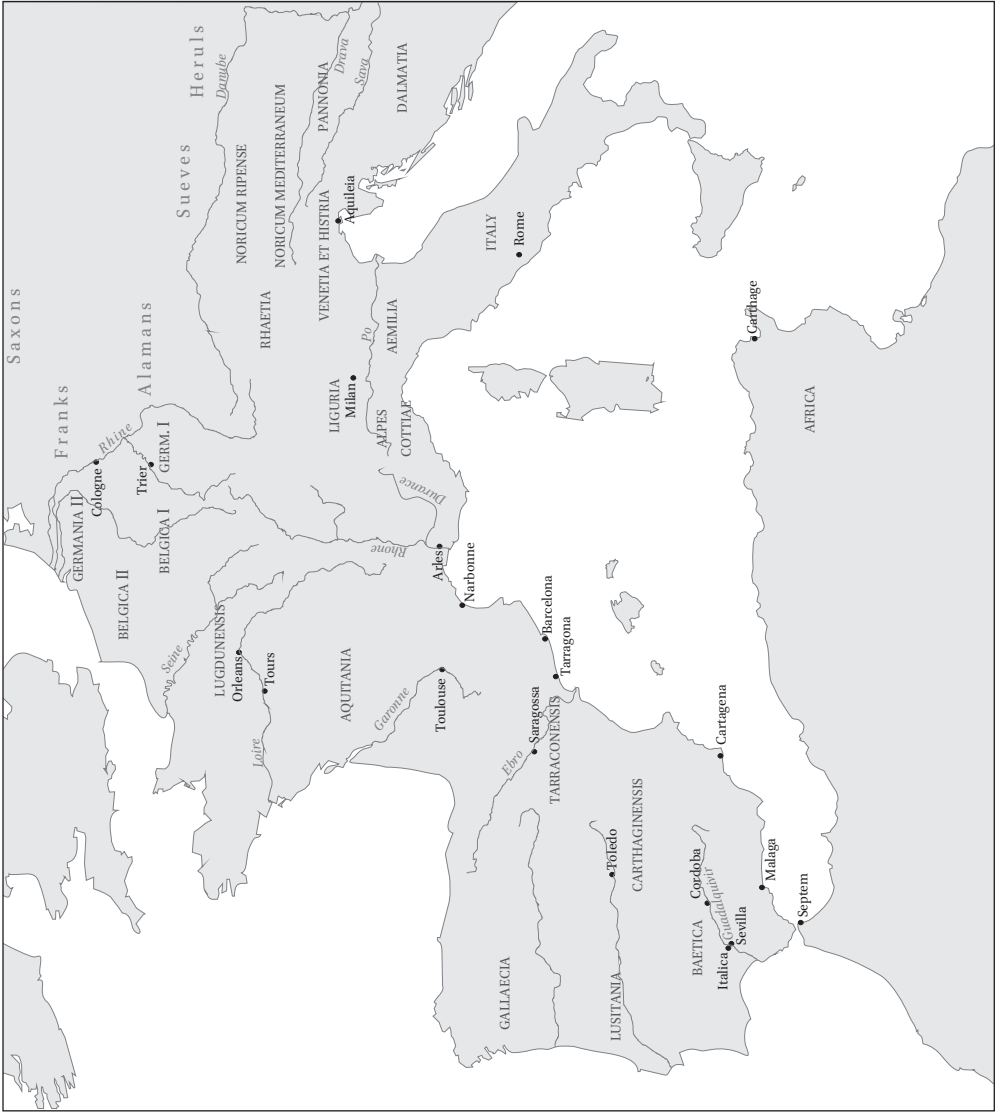 Saxons
Franks
Alamans
Sueves
Heruls
Danube
Rhine
Cologne
Trier
GERM. I
GERMANIA II
BELGICA I
BELGICA II
Seine
LUGDUNENSIS
Orleans
Tours
Loire
AQUITANIA
Garonne
Toulouse
Rhone
Durance
Arles
Narbonne
NORICUM RIPENSE
NORICUM MEDITERRANEUM
PANNONIA
Drava
Sava
DALMATIA
RHAETIA
VENETIA ET HISTRIA
Aquileia
LIGURIA
Milan
Po
AEMILIA
ALPES
COTTIAE
ITALY
Rome
Barcelona
Tarragona
Saragossa
Ebro
TARRACONENSIS
GALLAECIA
LUSITANIA
Toledo
CARTHAGINENSIS
Cartagena
BAETICA
Cordoba
Guadalquivir
Italica
Sevilla
Malaga
Septem
Carthage
AFRICA